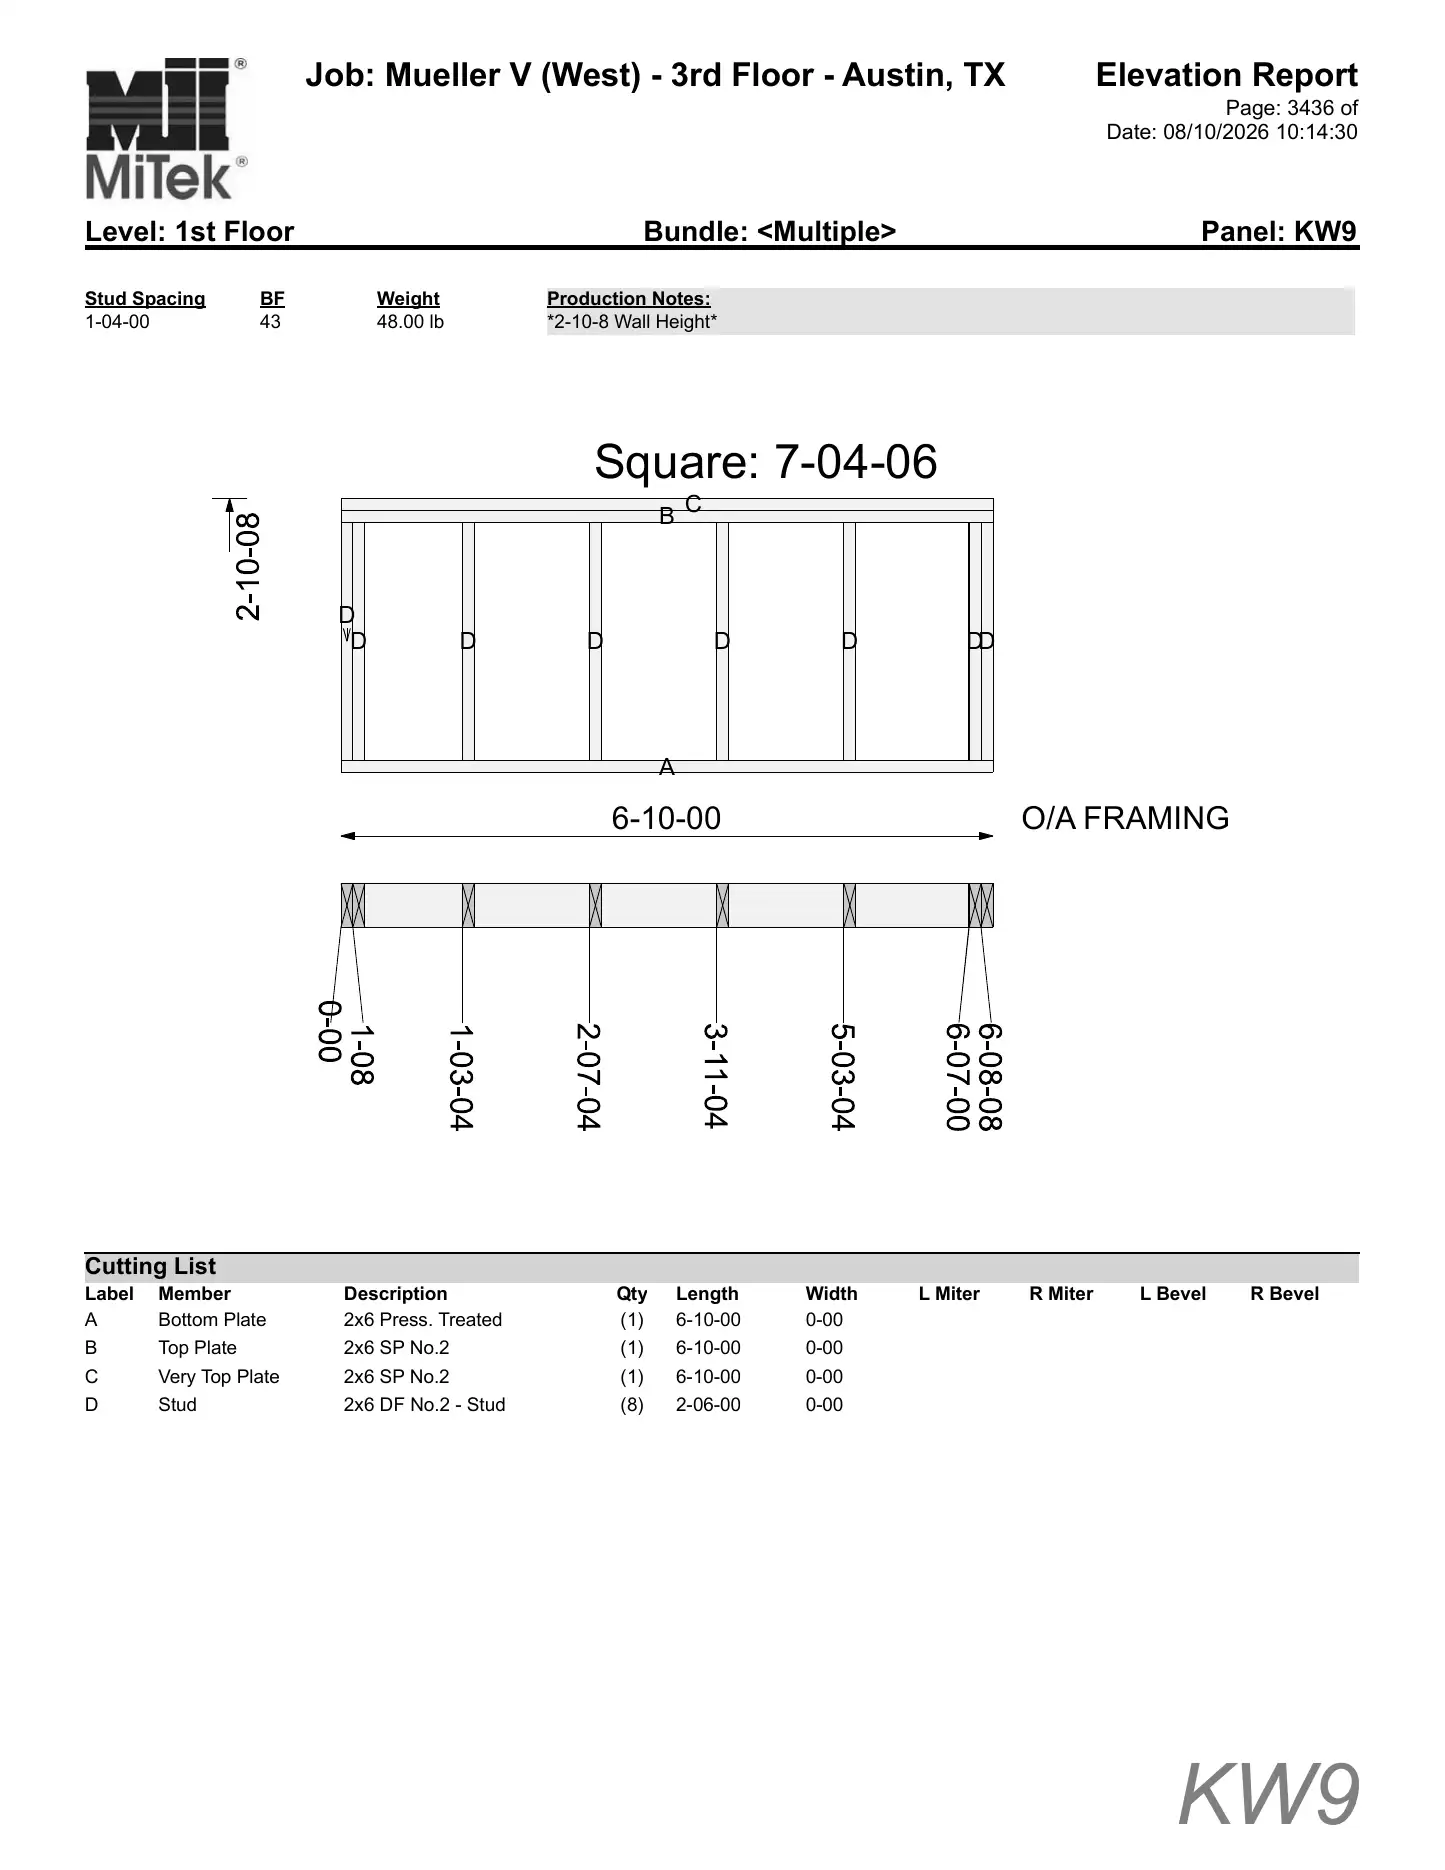 Job: Mueller V (West) - 3rd Floor - Austin, TX
Elevation Report
Page: 3436 of
Date: 08/10/2026 10:14:30
MiTek®
Level: 1st Floor Bundle: <Multiple> Panel: KW9
Stud Spacing BF Weight Production Notes:
1-04-00 43 48.00 lb *2-10-8 Wall Height*
Square: 7-04-06
2-10-08
C
B
D
D D D D D D D
A
6-10-00 O/A FRAMING
0-00 1-08 1-03-04 2-07-04 3-11-04 5-03-04 6-07-00 6-08-08
Cutting List
Label Member Description Qty Length Width L Miter R Miter L Bevel R Bevel
A Bottom Plate 2x6 Press. Treated (1) 6-10-00 0-00
B Top Plate 2x6 SP No.2 (1) 6-10-00 0-00
C Very Top Plate 2x6 SP No.2 (1) 6-10-00 0-00
D Stud 2x6 DF No.2 - Stud (8) 2-06-00 0-00
KW9